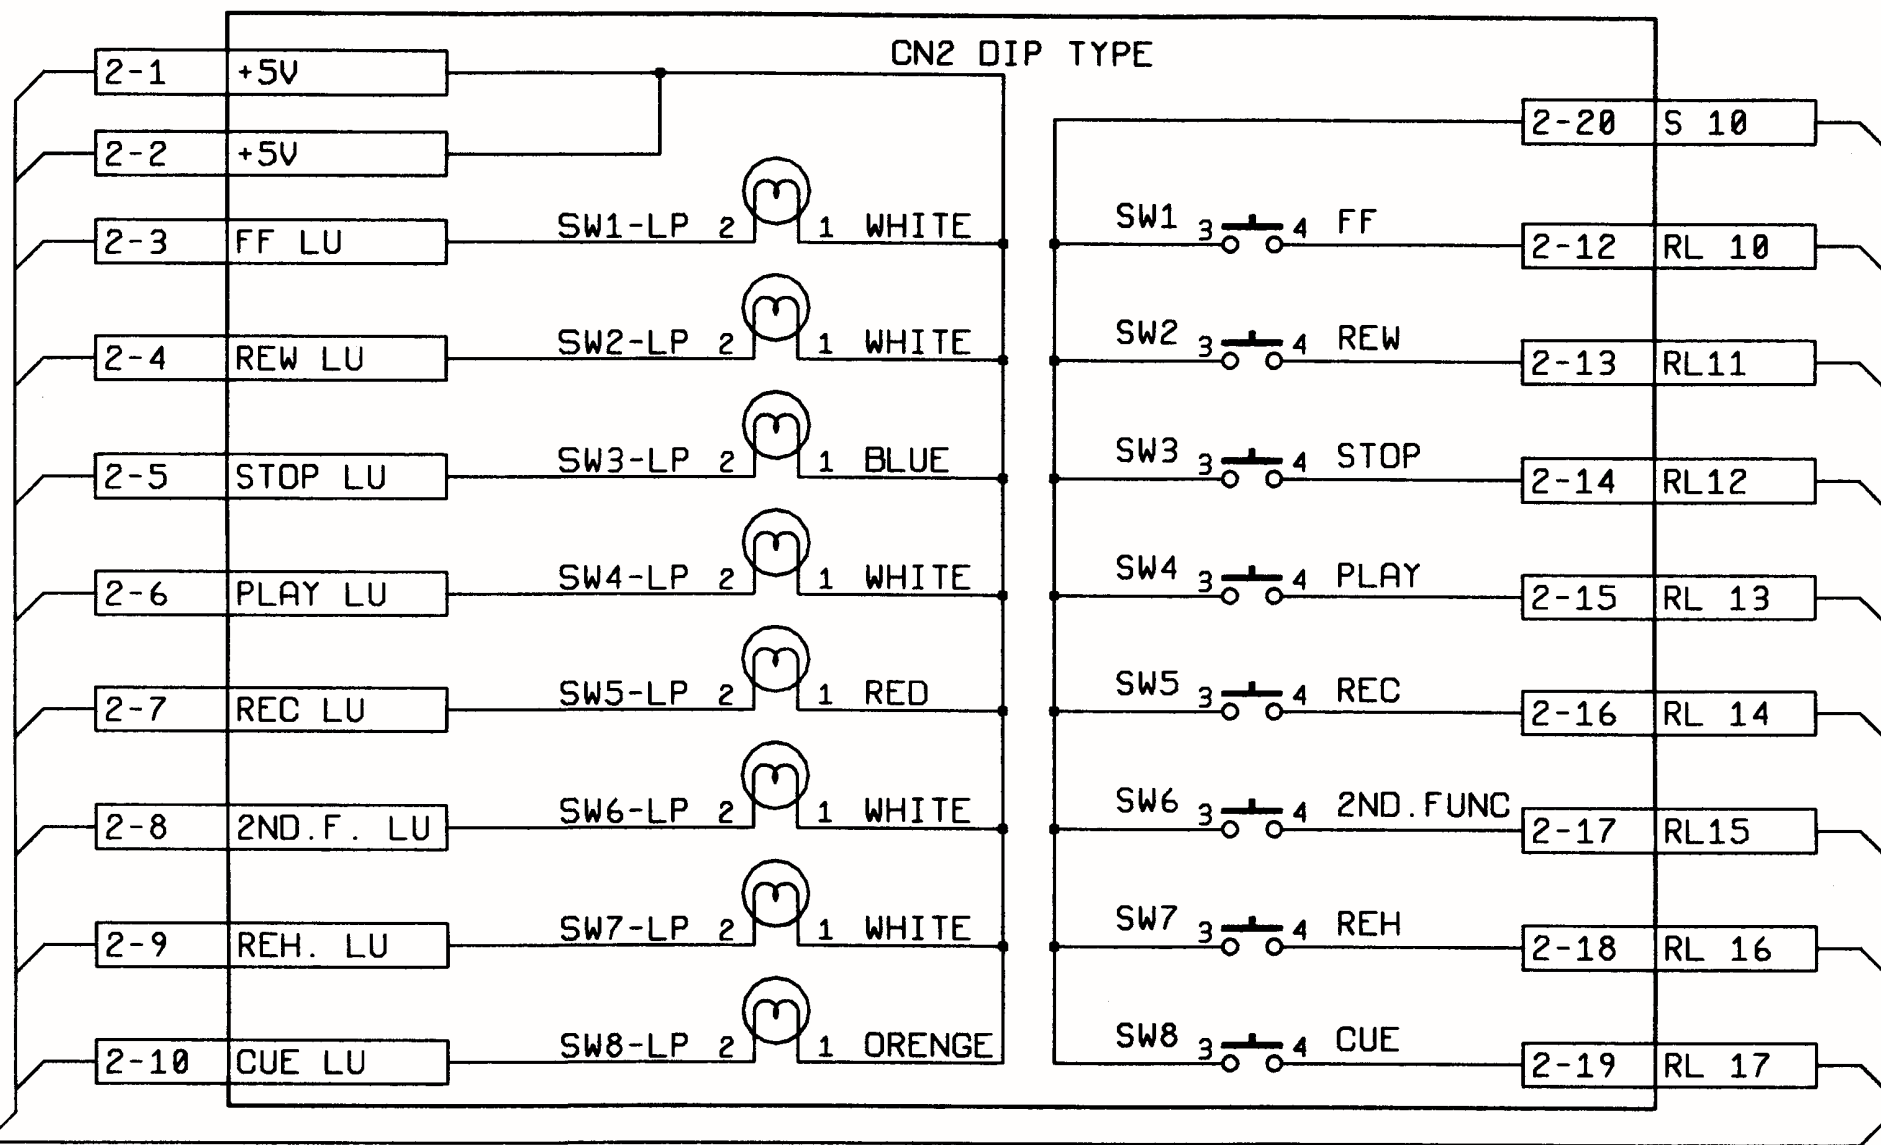 CN2 DIP TYPE
2-1 +5V
2-2 +5V
2-20 S 10
2-3 FF LU SW1-LP 2 1 WHITE
SW1 3 4 FF 2-12 RL 10
2-4 REW LU SW2-LP 2 1 WHITE
SW2 3 4 REW 2-13 RL11
2-5 STOP LU SW3-LP 2 1 BLUE
SW3 3 4 STOP 2-14 RL12
2-6 PLAY LU SW4-LP 2 1 WHITE
SW4 3 4 PLAY 2-15 RL 13
2-7 REC LU SW5-LP 2 1 RED
SW5 3 4 REC 2-16 RL 14
2-8 2ND.F. LU SW6-LP 2 1 WHITE
SW6 3 4 2ND.FUNC 2-17 RL15
2-9 REH. LU SW7-LP 2 1 WHITE
SW7 3 4 REH 2-18 RL 16
2-10 CUE LU SW8-LP 2 1 ORENGE
SW8 3 4 CUE 2-19 RL 17